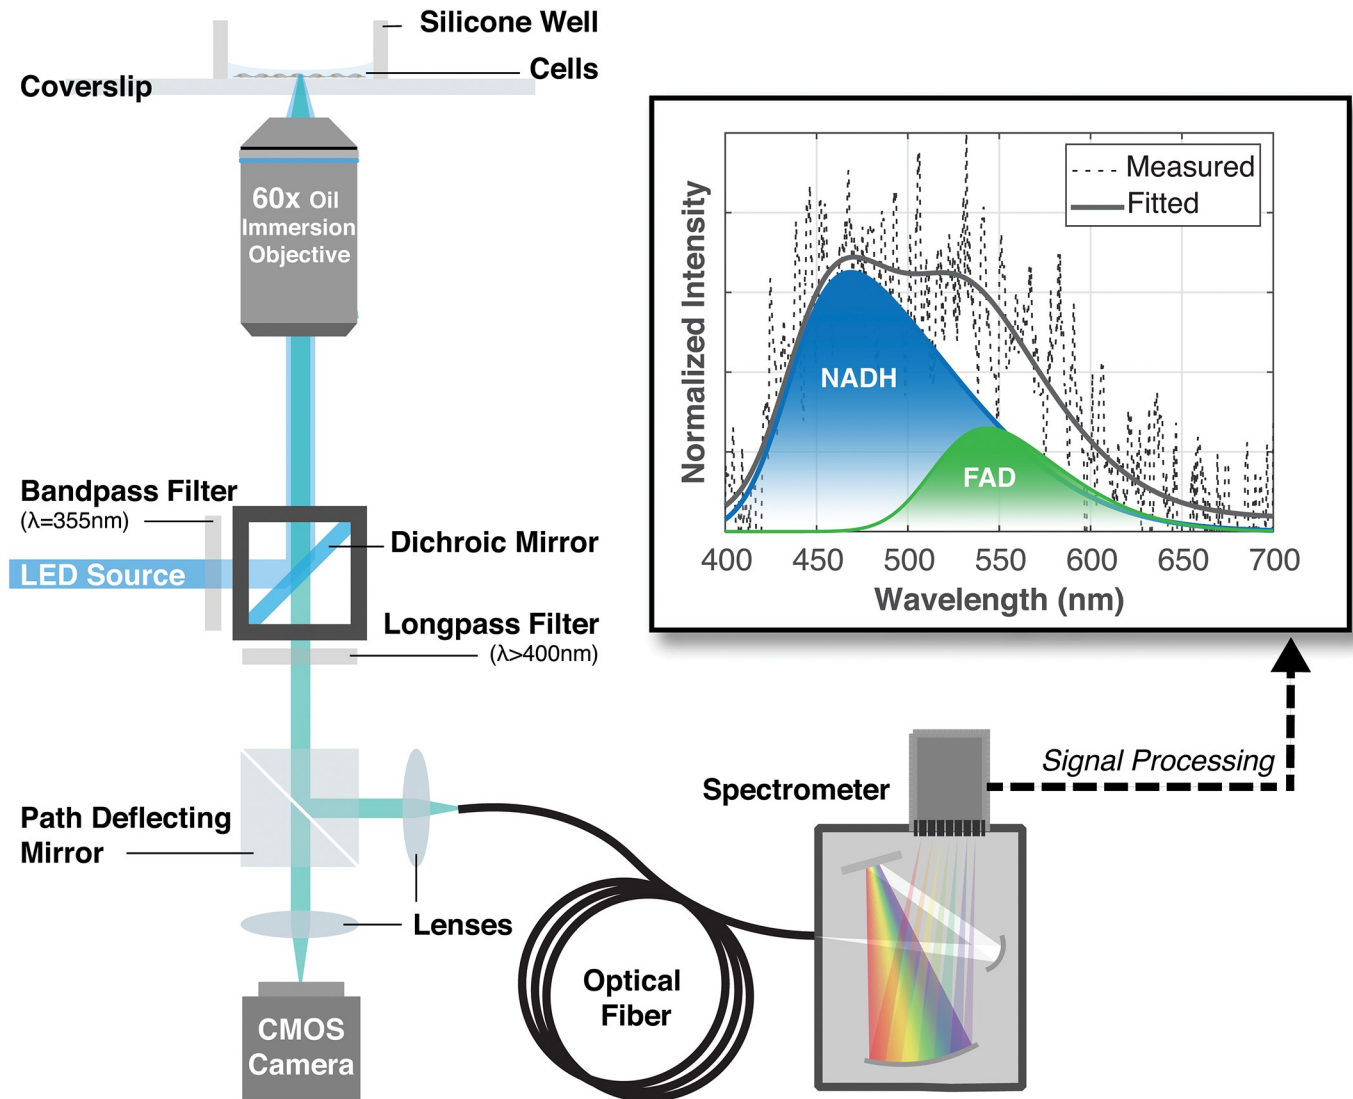 Silicone Well
Cells
Coverslip
60x Oil
Immersion
Objective
Bandpass Filter
(λ=355nm)
LED Source
Dichroic Mirror
Longpass Filter
(λ>400nm)
Path Deflecting
Mirror
Lenses
CMOS
Camera
Optical
Fiber
Spectrometer
Signal Processing
Normalized Intensity
Measured
Fitted
NADH
FAD
400 450 500 550 600 650 700
Wavelength (nm)